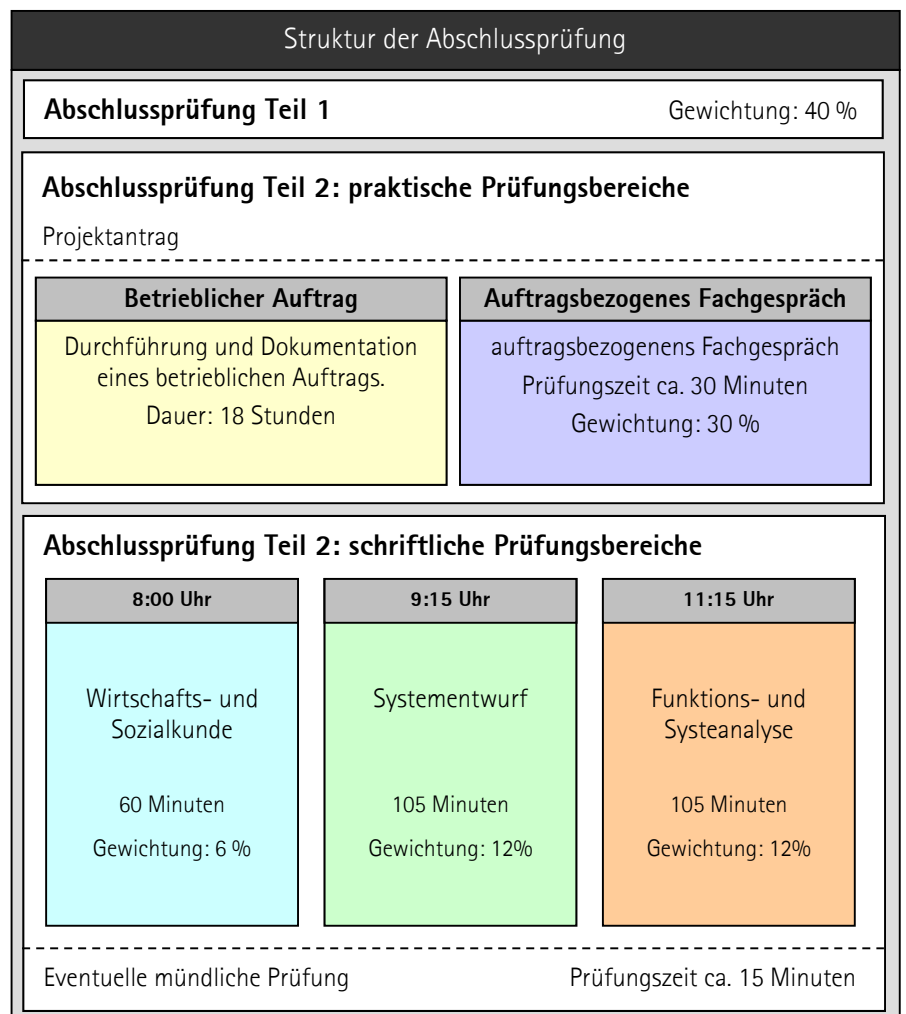 Struktur der Abschlussprüfung
Abschlussprüfung Teil 1
Gewichtung: 40 %
Abschlussprüfung Teil 2: praktische Prüfungsbereiche
Projektantrag
Betrieblicher Auftrag
Durchführung und Dokumentation
eines betrieblichen Auftrags.
Dauer: 18 Stunden
Auftragsbezogenes Fachgespräch
auftragsbezogenens Fachgespräch
Prüfungszeit ca. 30 Minuten
Gewichtung: 30 %
Abschlussprüfung Teil 2: schriftliche Prüfungsbereiche
8:00 Uhr
Wirtschafts- und
Sozialkunde
60 Minuten
Gewichtung: 6 %
9:15 Uhr
Systementwurf
105 Minuten
Gewichtung: 12%
11:15 Uhr
Funktions- und
Systeanalyse
105 Minuten
Gewichtung: 12%
Eventuelle mündliche Prüfung
Prüfungszeit ca. 15 Minuten